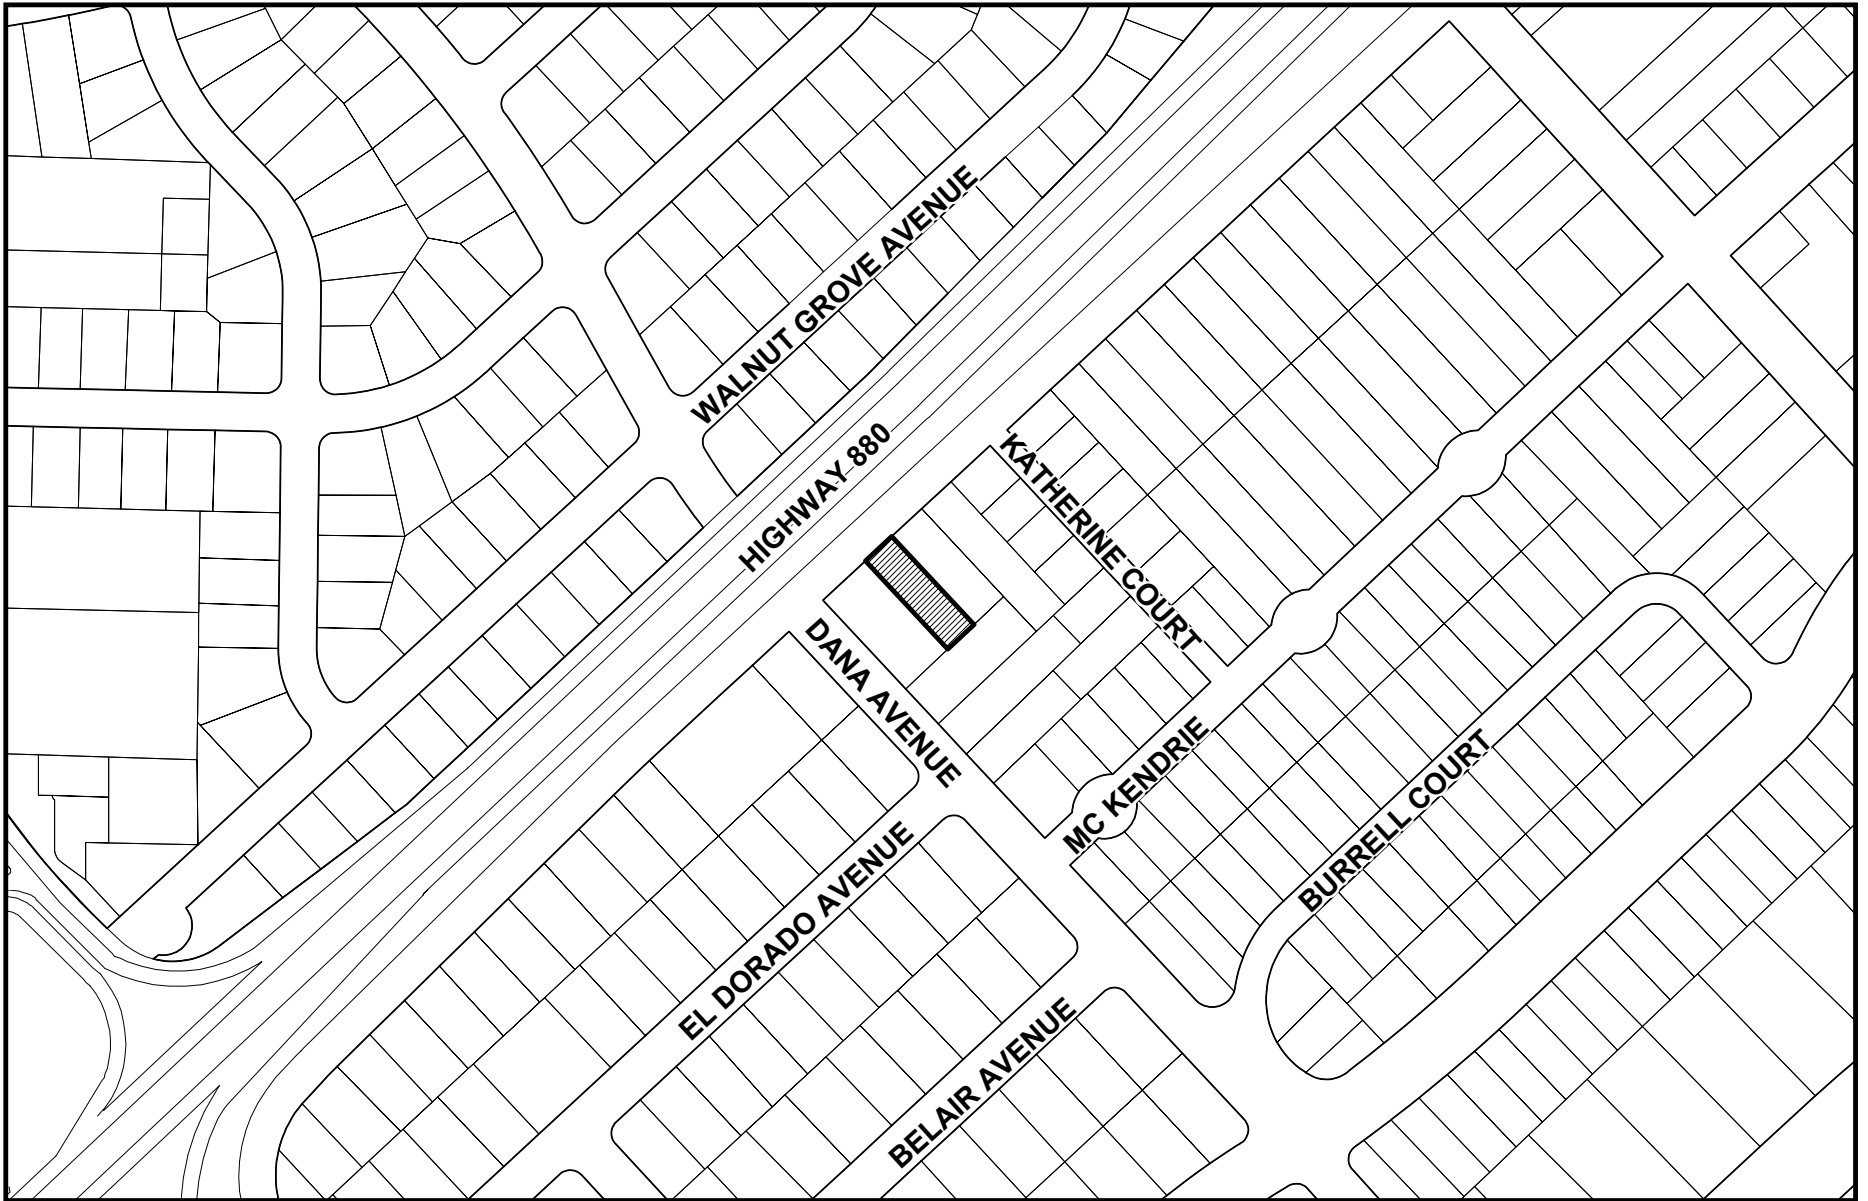 WALNUT GROVE AVENUE
HIGHWAY 880
KATHERINE COURT
DANA AVENUE
MC KENDRIE
BURRELL COURT
EL DORADO AVENUE
BELAIR AVENUE